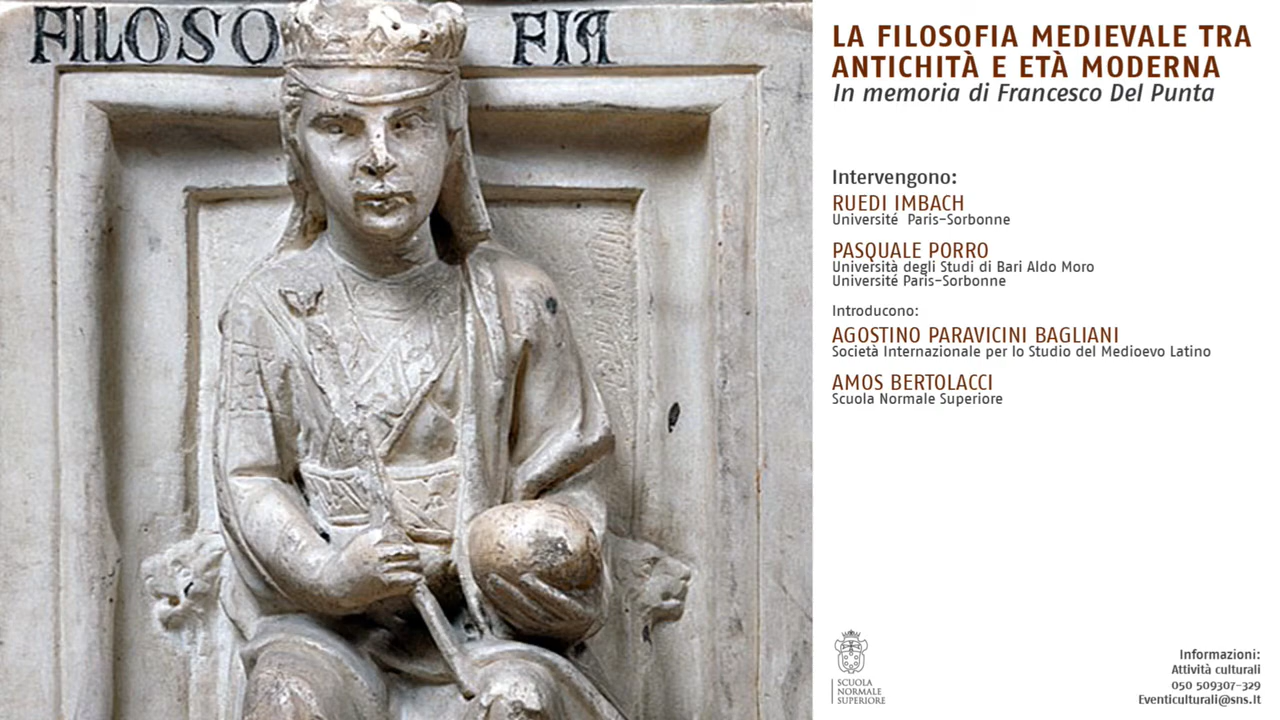 FILOSO FIA
LA FILOSOFIA MEDIEVALE TRA
ANTICHITÀ E ETÀ MODERNA
In memoria di Francesco Del Punta
Intervengono:
RUEDI IMBACH
Université Paris-Sorbonne
PASQUALE PORRO
Università degli Studi di Bari Aldo Moro
Université Paris-Sorbonne
Introducono:
AGOSTINO PARAVICINI BAGLIANI
Società Internazionale per lo Studio del Medioevo Latino
AMOS BERTOLACCI
Scuola Normale Superiore
SCUOLA
NORMALE
SUPERIORE
Informazioni:
Attività culturali
050 509307-329
Eventiculturali@sns.it